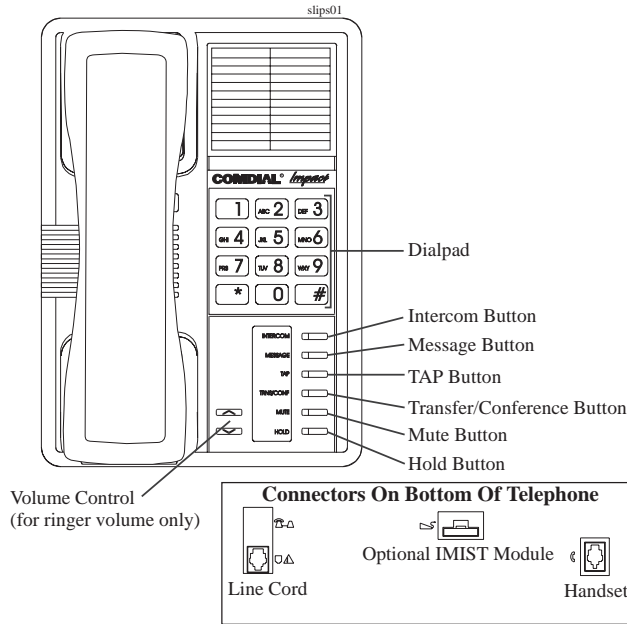 slips01
COMDIAL® Impact
1 ABC 2 DEF 3
GHI 4 JKL 5 MNO 6
PRS 7 TUV 8 WXY 9
* 0 #
Dialpad
INTERCOM
Intercom Button
MESSAGE
Message Button
TAP
TAP Button
TRNS/CONF
Transfer/Conference Button
MUTE
Mute Button
HOLD
Hold Button
Volume Control
(for ringer volume only)
Connectors On Bottom Of Telephone
Optional IMIST Module
Line Cord
Handset